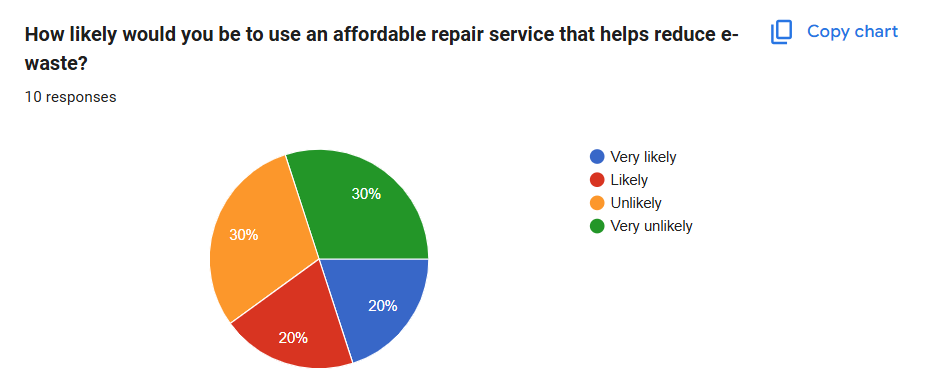 How likely would you be to use an affordable repair service that helps reduce e-
waste?
Copy chart
10 responses
Very likely
Likely
Unlikely
Very unlikely
30%
30%
20%
20%